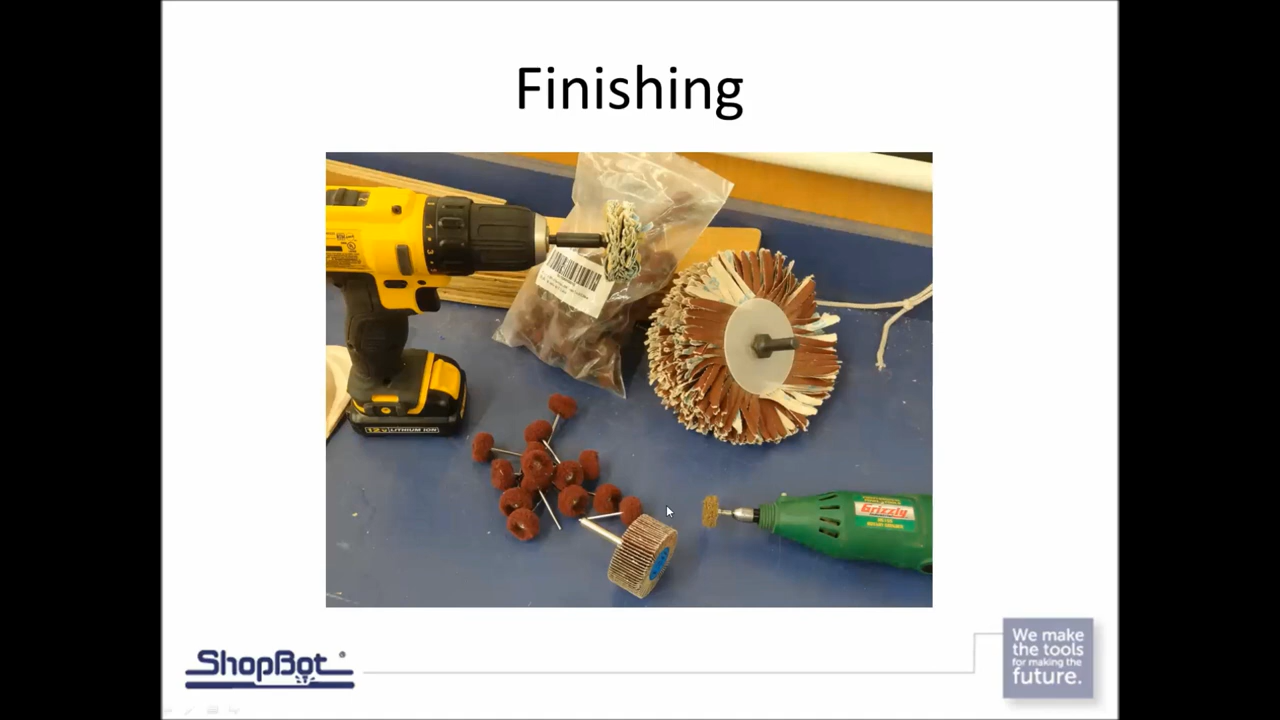 Finishing
12V LITHIUM ION
Grizzly
ShopBot
We make
the tools
for making the
future.